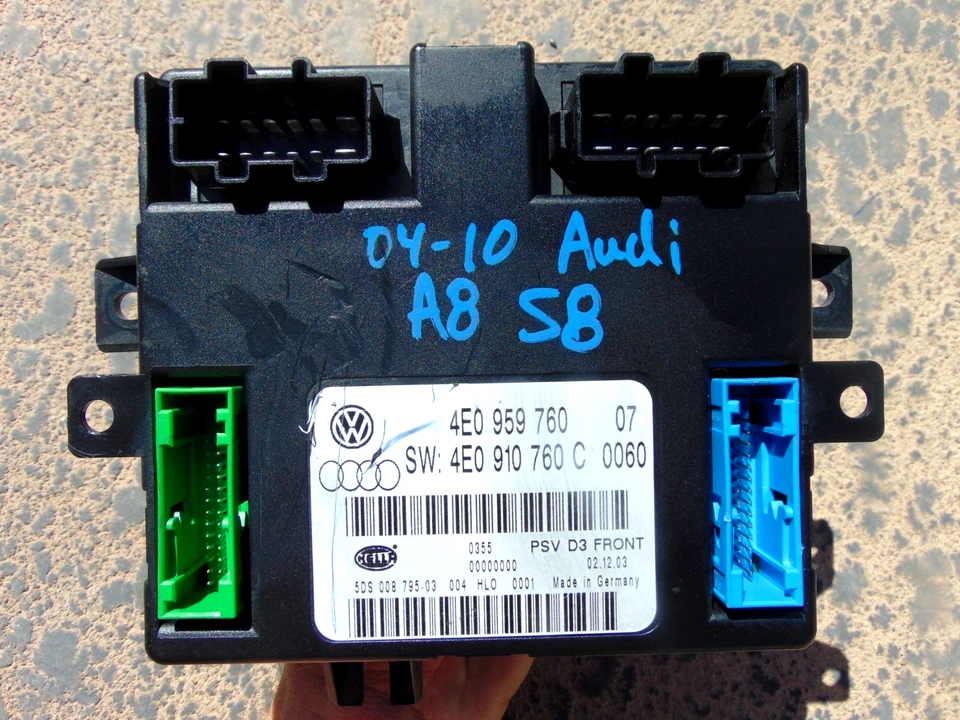 04-10 Audi
A8 S8
4E0 959 760 07
SW: 4E0 910 760 C 0060
HELLA
0355 PSV D3 FRONT
00000000 02.12.03
5DS 008 795-03 004 HLO 0001 Made in Germany